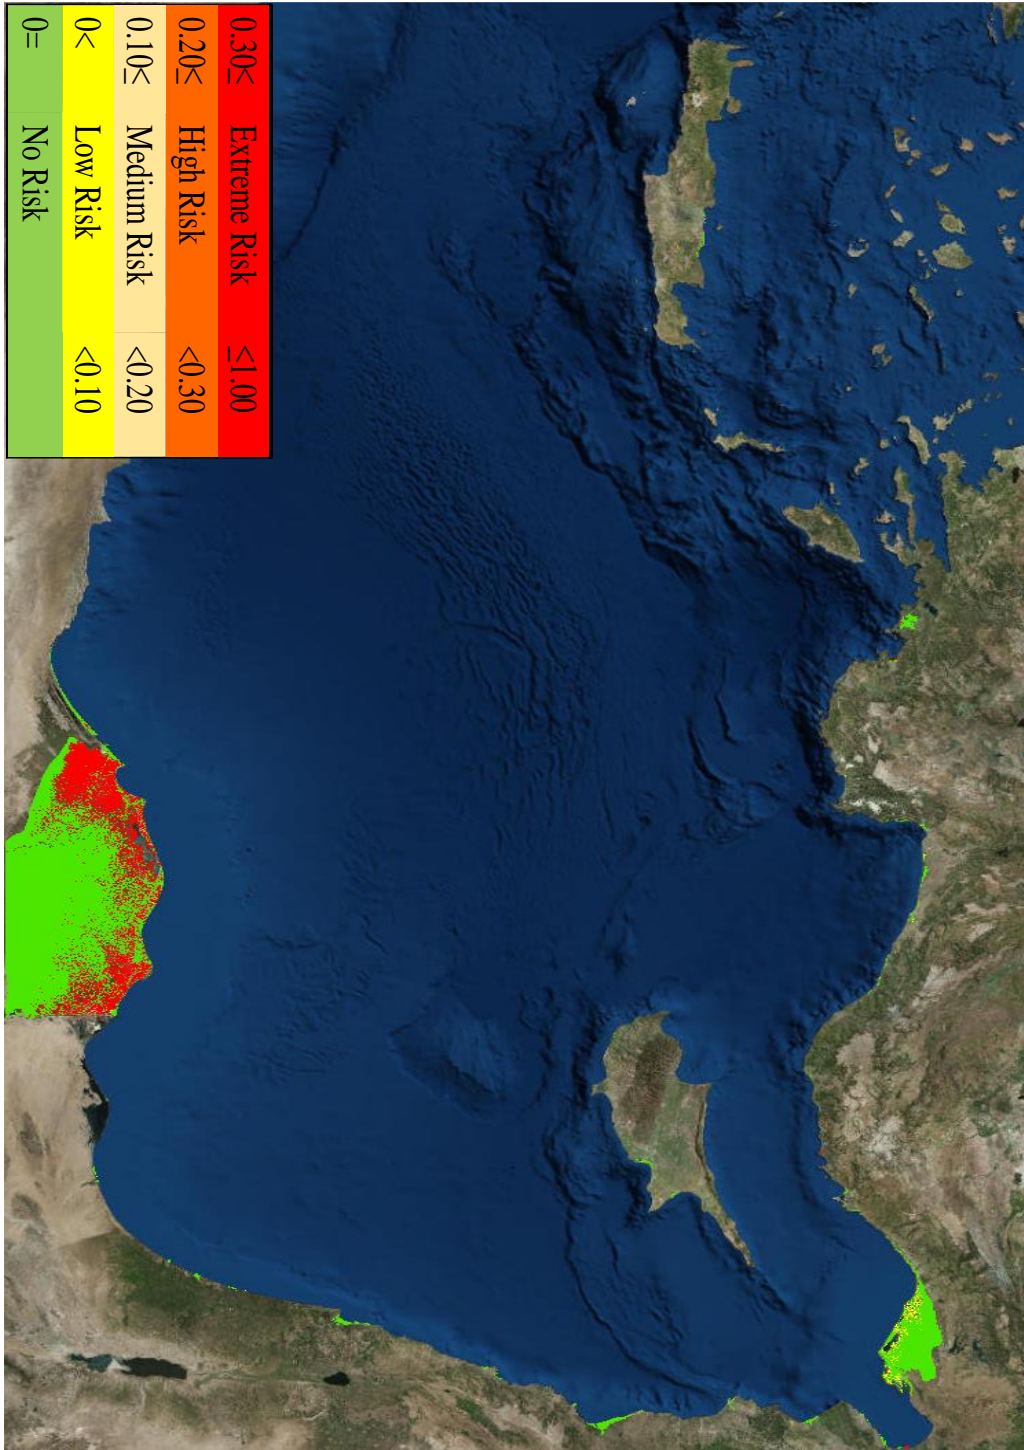 0.30≤ Extreme Risk ≤1.00
0.20≤ High Risk <0.30
0.10≤ Medium Risk <0.20
0< Low Risk <0.10
0= No Risk